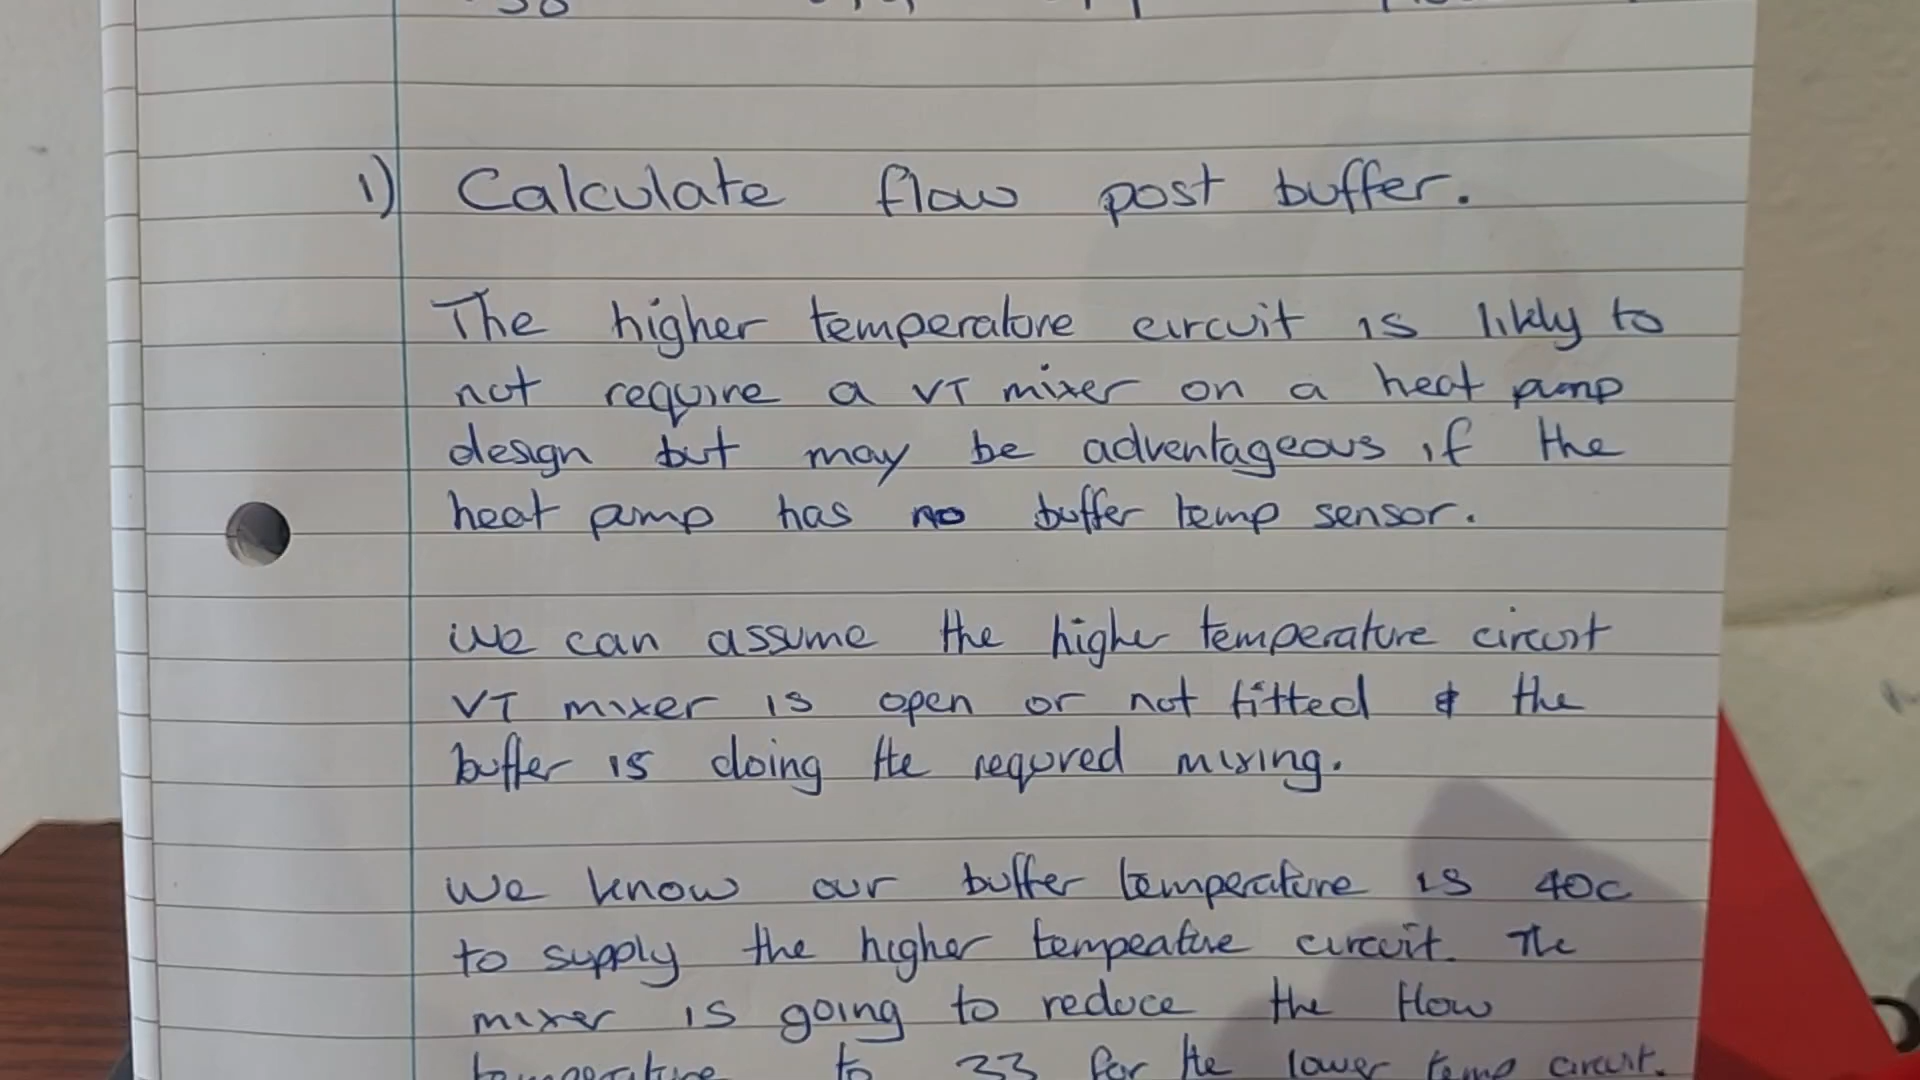 1) Calculate flow post buffer.
The higher temperature circuit is likly to
not require a VT mixer on a heat pump
design but may be adventageous if the
heat pump has no buffer temp sensor.
We can assume the higher temperature circuit
VT mixer is open or not fitted & the
buffer is doing the required mixing.
We know our buffer temperature is 40c
to supply the higher tempeature circuit. The
mixer is going to reduce the flow
temperature to 33 for the lower temp circuit.